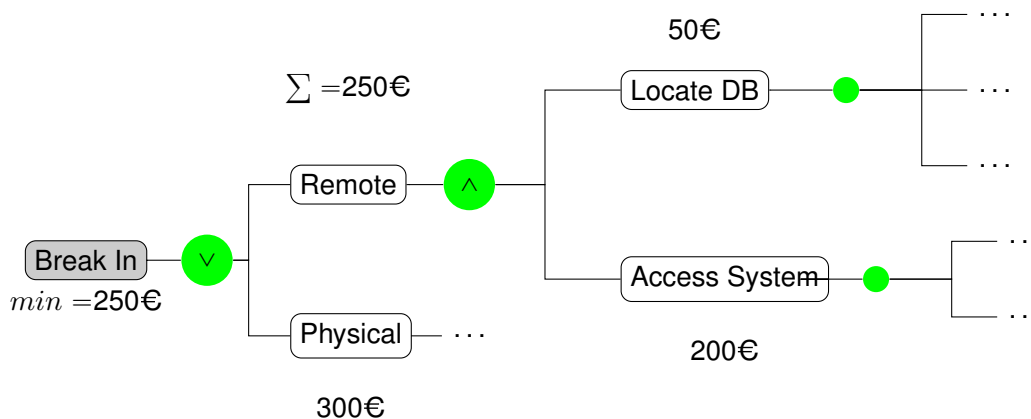 50€
· · ·
∑ =250€
Locate DB
· · ·
· · ·
Remote
∧
Break In
∨
min =250€
Access System
· ·
· ·
Physical
· · ·
200€
300€